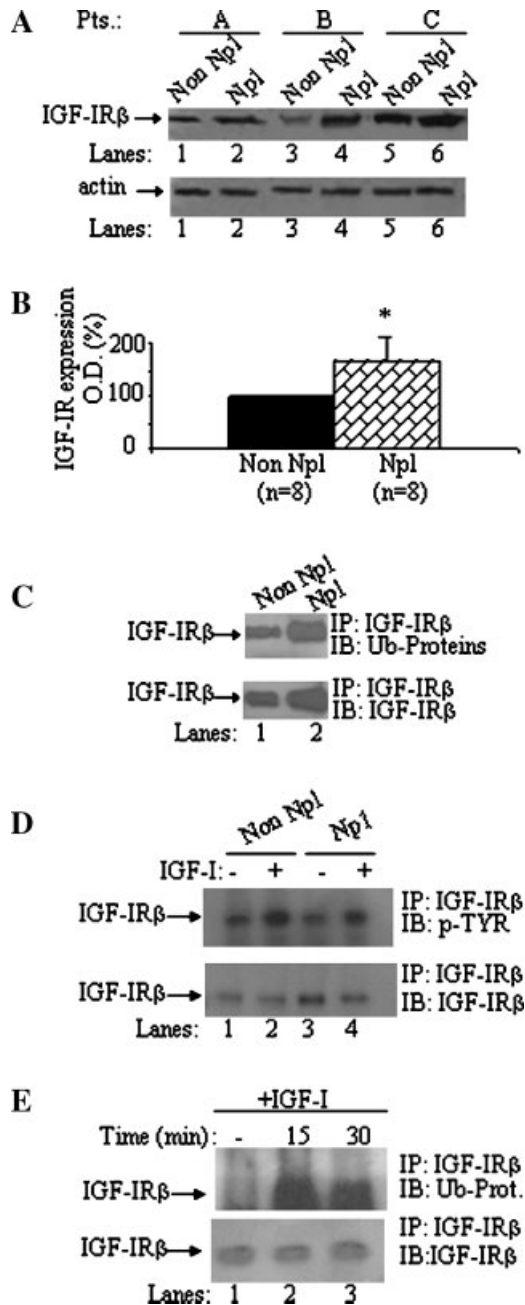 A Pts.: A B C
Non Npl Npl Non Npl Npl Non Npl Npl
IGF-IRβ
Lanes: 1 2 3 4 5 6
actin
Lanes: 1 2 3 4 5 6
B
IGF-IR expression
O.D. (%)
*
200
100
0
Non Npl Npl
(n=8) (n=8)
C
Non Npl Npl
IGF-IRβ IP: IGF-IRβ
IB: Ub-Proteins
IGF-IRβ IP: IGF-IRβ
IB: IGF-IRβ
Lanes: 1 2
D
Non Npl Npl
IGF-I: - + - +
IGF-IRβ IP: IGF-IRβ
IB: p-TYR
IGF-IRβ IP: IGF-IRβ
IB: IGF-IRβ
Lanes: 1 2 3 4
E
+IGF-I
Time (min): - 15 30
IGF-IRβ IP: IGF-IRβ
IB: Ub-Prot.
IGF-IRβ IP: IGF-IRβ
IB:IGF-IRβ
Lanes: 1 2 3